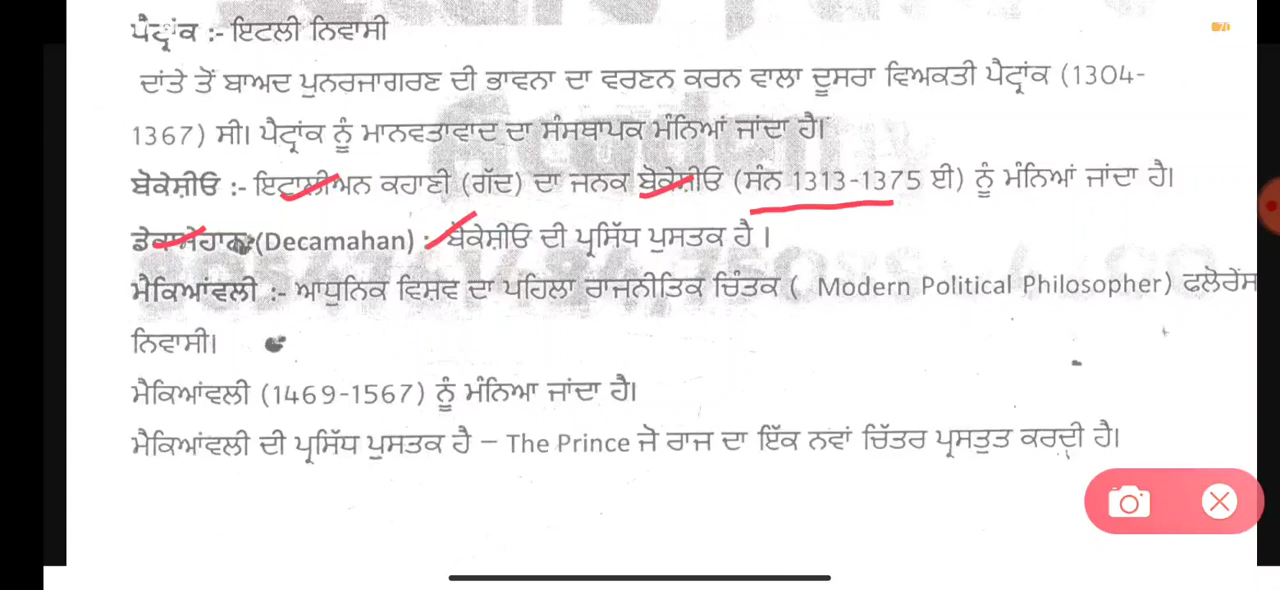 ਪੈਟ੍ਰਾਂਕ :- ਇਟਲੀ ਨਿਵਾਸੀ
ਦਾਂਤੇ ਤੋਂ ਬਾਅਦ ਪੁਨਰਜਾਗਰਣ ਦੀ ਭਾਵਨਾ ਦਾ ਵਰਣਨ ਕਰਨ ਵਾਲਾ ਦੂਸਰਾ ਵਿਅਕਤੀ ਪੈਟ੍ਰਾਂਕ (1304-
1367) ਸੀ। ਪੈਟ੍ਰਾਂਕ ਨੂੰ ਮਾਨਵਤਾਵਾਦ ਦਾ ਸੰਸਥਾਪਕ ਮੰਨਿਆਂ ਜਾਂਦਾ ਹੈ।
ਬੋਕੇਸ਼ੀਓ :- ਇਟਾਲੀਅਨ ਕਹਾਣੀ (ਗੱਦ) ਦਾ ਜਨਕ ਬੋਕੇਸ਼ੀਓ (ਸੰਨ 1313-1375 ਈ) ਨੂੰ ਮੰਨਿਆਂ ਜਾਂਦਾ ਹੈ।
(Decamahan) : ਬੋਕੇਸ਼ੀਓ ਦੀ ਪ੍ਰਸਿੱਧ ਪੁਸਤਕ ਹੈ ।
ਮੈਕਿਆਂਵਲੀ :- ਆਧੁਨਿਕ ਵਿਸ਼ਵ ਦਾ ਪਹਿਲਾ ਰਾਜਨੀਤਿਕ ਚਿੰਤਕ ( Modern Political Philosopher) ਫਲੋਰੇਂਸ
ਨਿਵਾਸੀ।
ਮੈਕਿਆਂਵਲੀ (1469-1567) ਨੂੰ ਮੰਨਿਆ ਜਾਂਦਾ ਹੈ।
ਮੈਕਿਆਂਵਲੀ ਦੀ ਪ੍ਰਸਿੱਧ ਪੁਸਤਕ ਹੈ – The Prince ਜੋ ਰਾਜ ਦਾ ਇੱਕ ਨਵਾਂ ਚਿੱਤਰ ਪ੍ਰਸਤੁਤ ਕਰਦੀ ਹੈ।